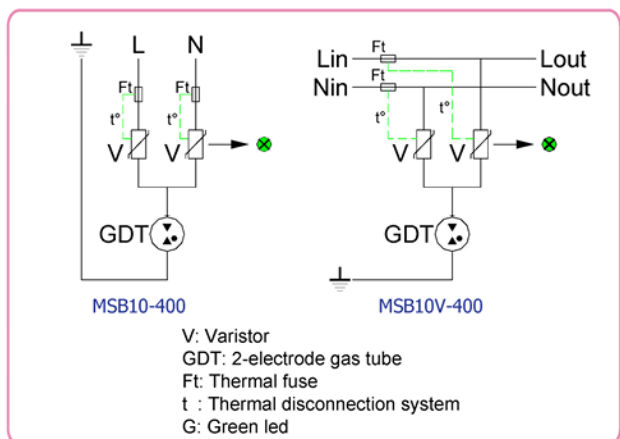 L N
Ft Ft
t° t°
V V
GDT
MSB10-400
Lin Ft Lout
Nin Ft Nout
t° t°
V V
GDT
MSB10V-400
V: Varistor
GDT: 2-electrode gas tube
Ft: Thermal fuse
t : Thermal disconnection system
G: Green led